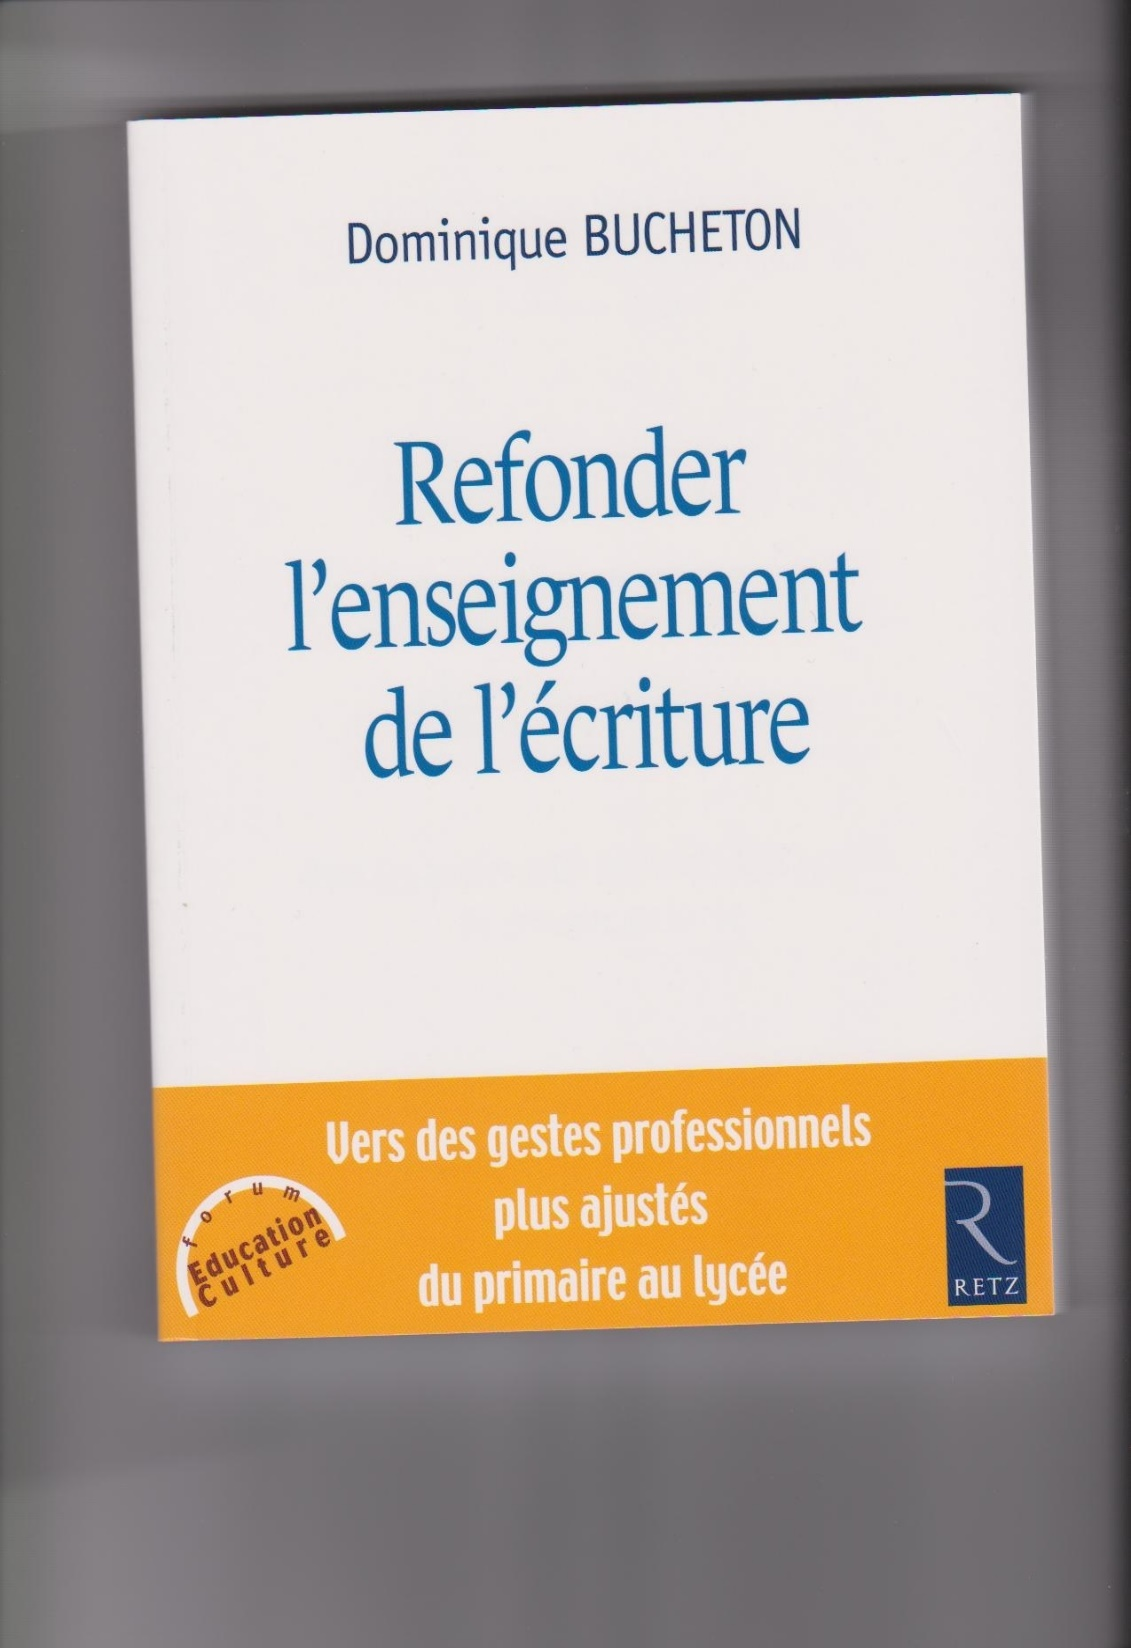 Dominique BUCHETON
Refonder
l’enseignement
de l’écriture
Vers des gestes professionnels
plus ajustés
du primaire au lycée
forum
Education
Culture
R
RETZ